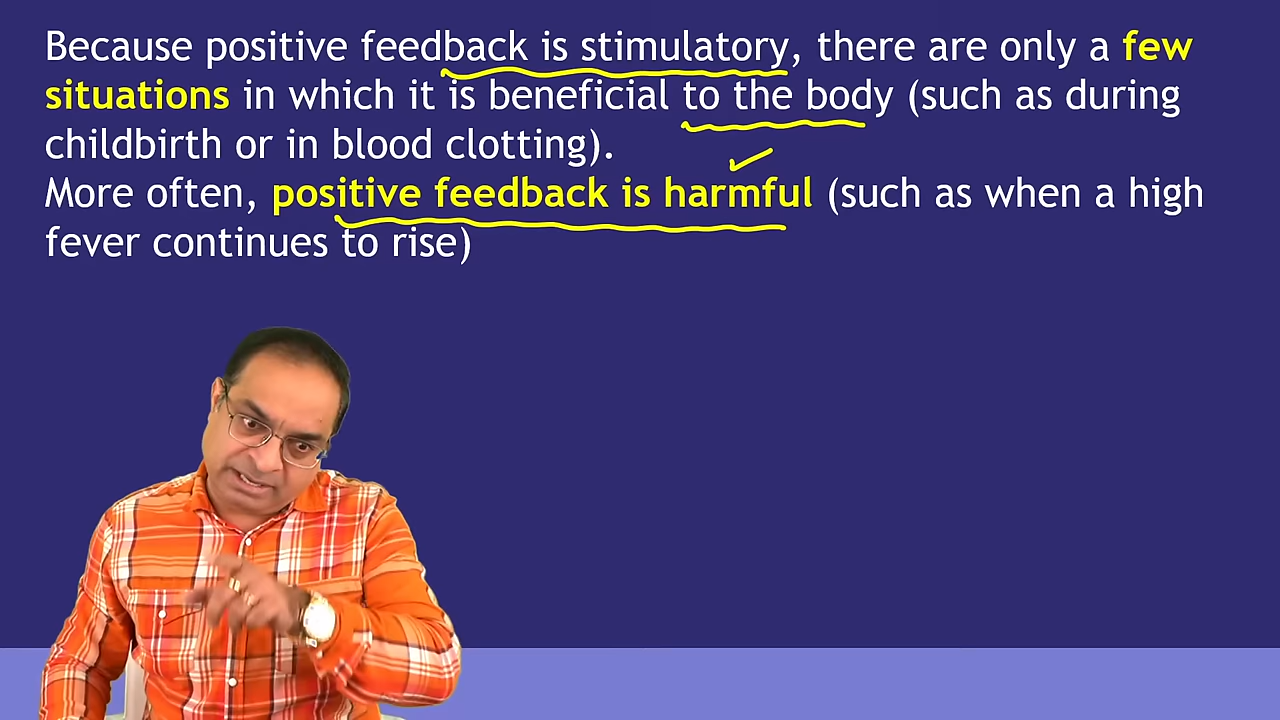 Because positive feedback is stimulatory, there are only a few
situations in which it is beneficial to the body (such as during
childbirth or in blood clotting).
More often, positive feedback is harmful (such as when a high
fever continues to rise)